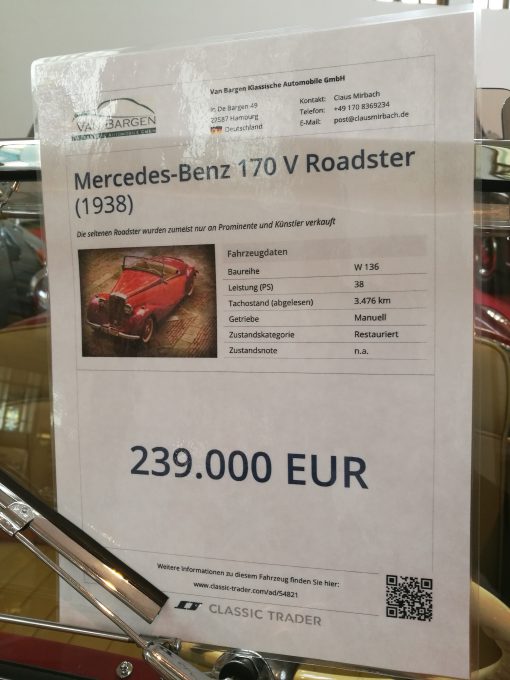 Van Bargen Klassische Automobile GmbH
In De Bargen 49
22587 Hamburg
Deutschland
Kontakt: Claus Mirbach
Telefon: +49 170 8369234
E-Mail: post@clausmirbach.de
VAN BARGEN
Mercedes-Benz 170 V Roadster
(1938)
Die seltenen Roadster wurden zumeist nur an Prominente und Künstler verkauft
Fahrzeugdaten
Baureihe W 136
Leistung (PS) 38
Tachostand (abgelesen) 3.476 km
Getriebe Manuell
Zustandskategorie Restauriert
Zustandsnote n.a.
239.000 EUR
Weitere Informationen zu diesem Fahrzeug finden Sie hier:
www.classic-trader.com/ad/54821
CLASSIC TRADER